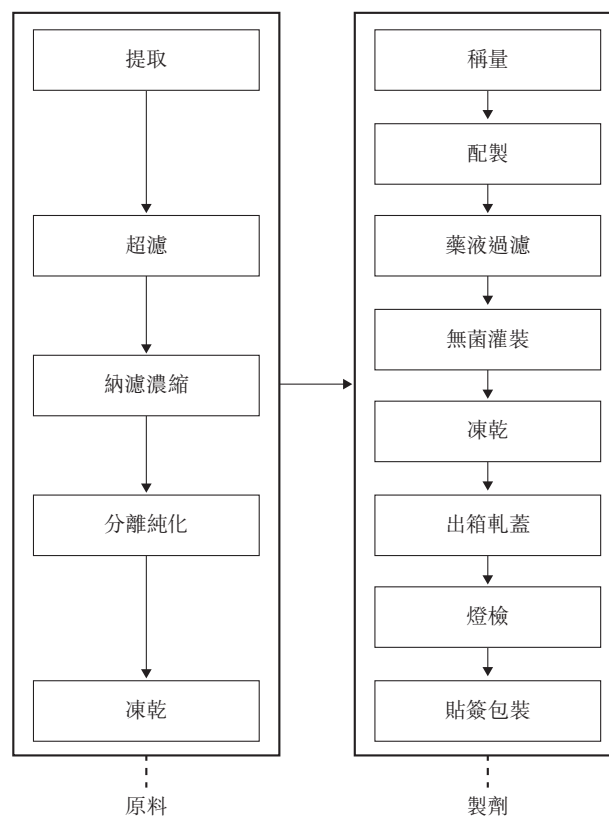 提取
超濾
納濾濃縮
分離純化
凍乾
原料
稱量
配製
藥液過濾
無菌灌裝
凍乾
出箱軋蓋
燈檢
貼簽包裝
製劑